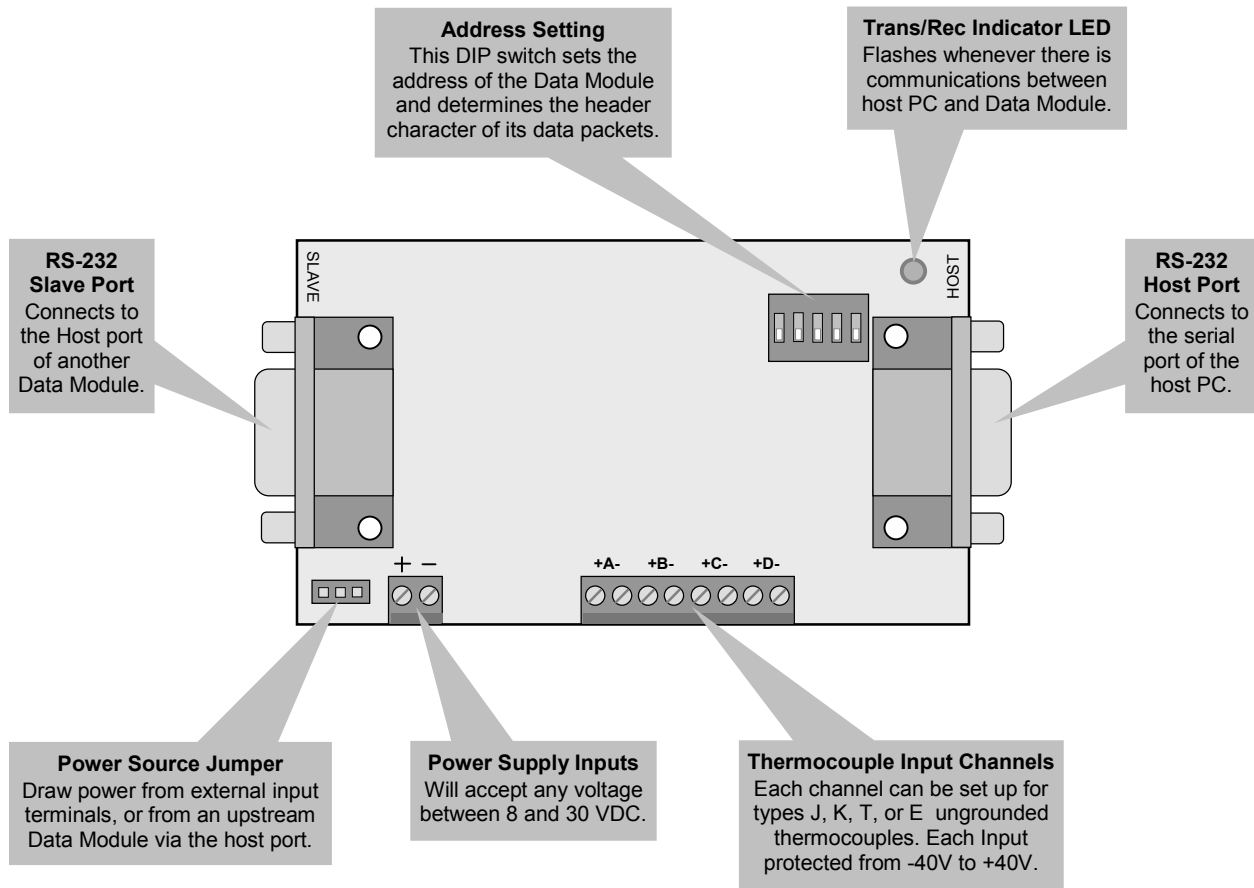 Address Setting
This DIP switch sets the
address of the Data Module
and determines the header
character of its data packets.
Trans/Rec Indicator LED
Flashes whenever there is
communications between
host PC and Data Module.
RS-232
Slave Port
Connects to
the Host port
of another
Data Module.
SLAVE
HOST
RS-232
Host Port
Connects to
the serial
port of the
host PC.
+ −
+A- +B- +C- +D-
Power Source Jumper
Draw power from external input
terminals, or from an upstream
Data Module via the host port.
Power Supply Inputs
Will accept any voltage
between 8 and 30 VDC.
Thermocouple Input Channels
Each channel can be set up for
types J, K, T, or E ungrounded
thermocouples. Each Input
protected from -40V to +40V.